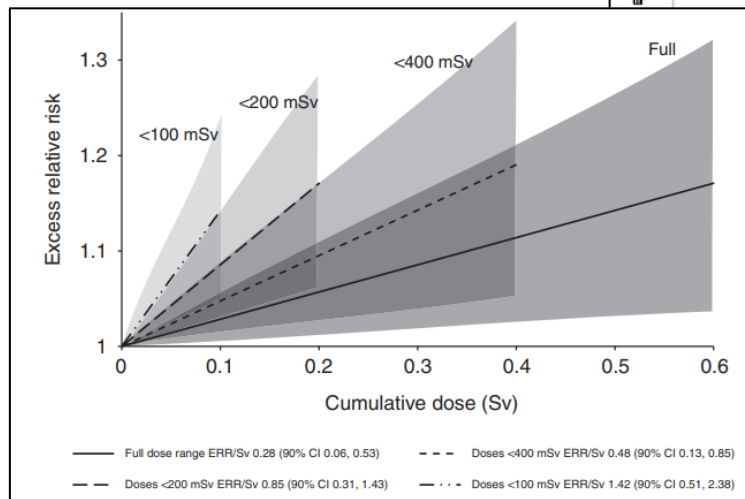 1.3
<400 mSv
Full
<200 mSv
<100 mSv
1.2
Excess relative risk
1.1
1
0 0.1 0.2 0.3 0.4 0.5 0.6
Cumulative dose (Sv)
Full dose range ERR/Sv 0.28 (90% CI 0.06, 0.53)
Doses <400 mSv ERR/Sv 0.48 (90% CI 0.13, 0.85)
Doses <200 mSv ERR/Sv 0.85 (90% CI 0.31, 1.43)
Doses <100 mSv ERR/Sv 1.42 (90% CI 0.51, 2.38)